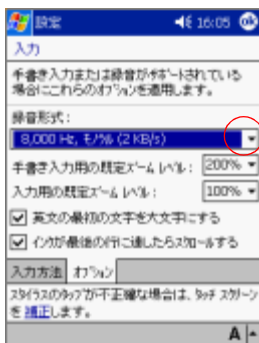 設定 16:05 ok
入力
手書き入力または録音がｻﾎﾟｰﾄされている
場合にこれらのｵﾌﾟｼｮﾝを適用します。
録音形式：
8,000 Hz, ﾓﾉﾗﾙ (2 KB/s)
手書き入力用の既定ｽﾞｰﾑ ﾚﾍﾞﾙ： 200%
入力用の既定ｽﾞｰﾑ ﾚﾍﾞﾙ： 100%
英文の最初の文字を大文字にする
ｲﾝｸが最後の行に達したらｽｸﾛｰﾙする
入力方法 ｵﾌﾟｼｮﾝ
ｽﾀｲﾗｽのﾀｯﾌﾟが不正確な場合は、ﾀｯﾁ ｽｸﾘｰﾝ
を補正します。
A